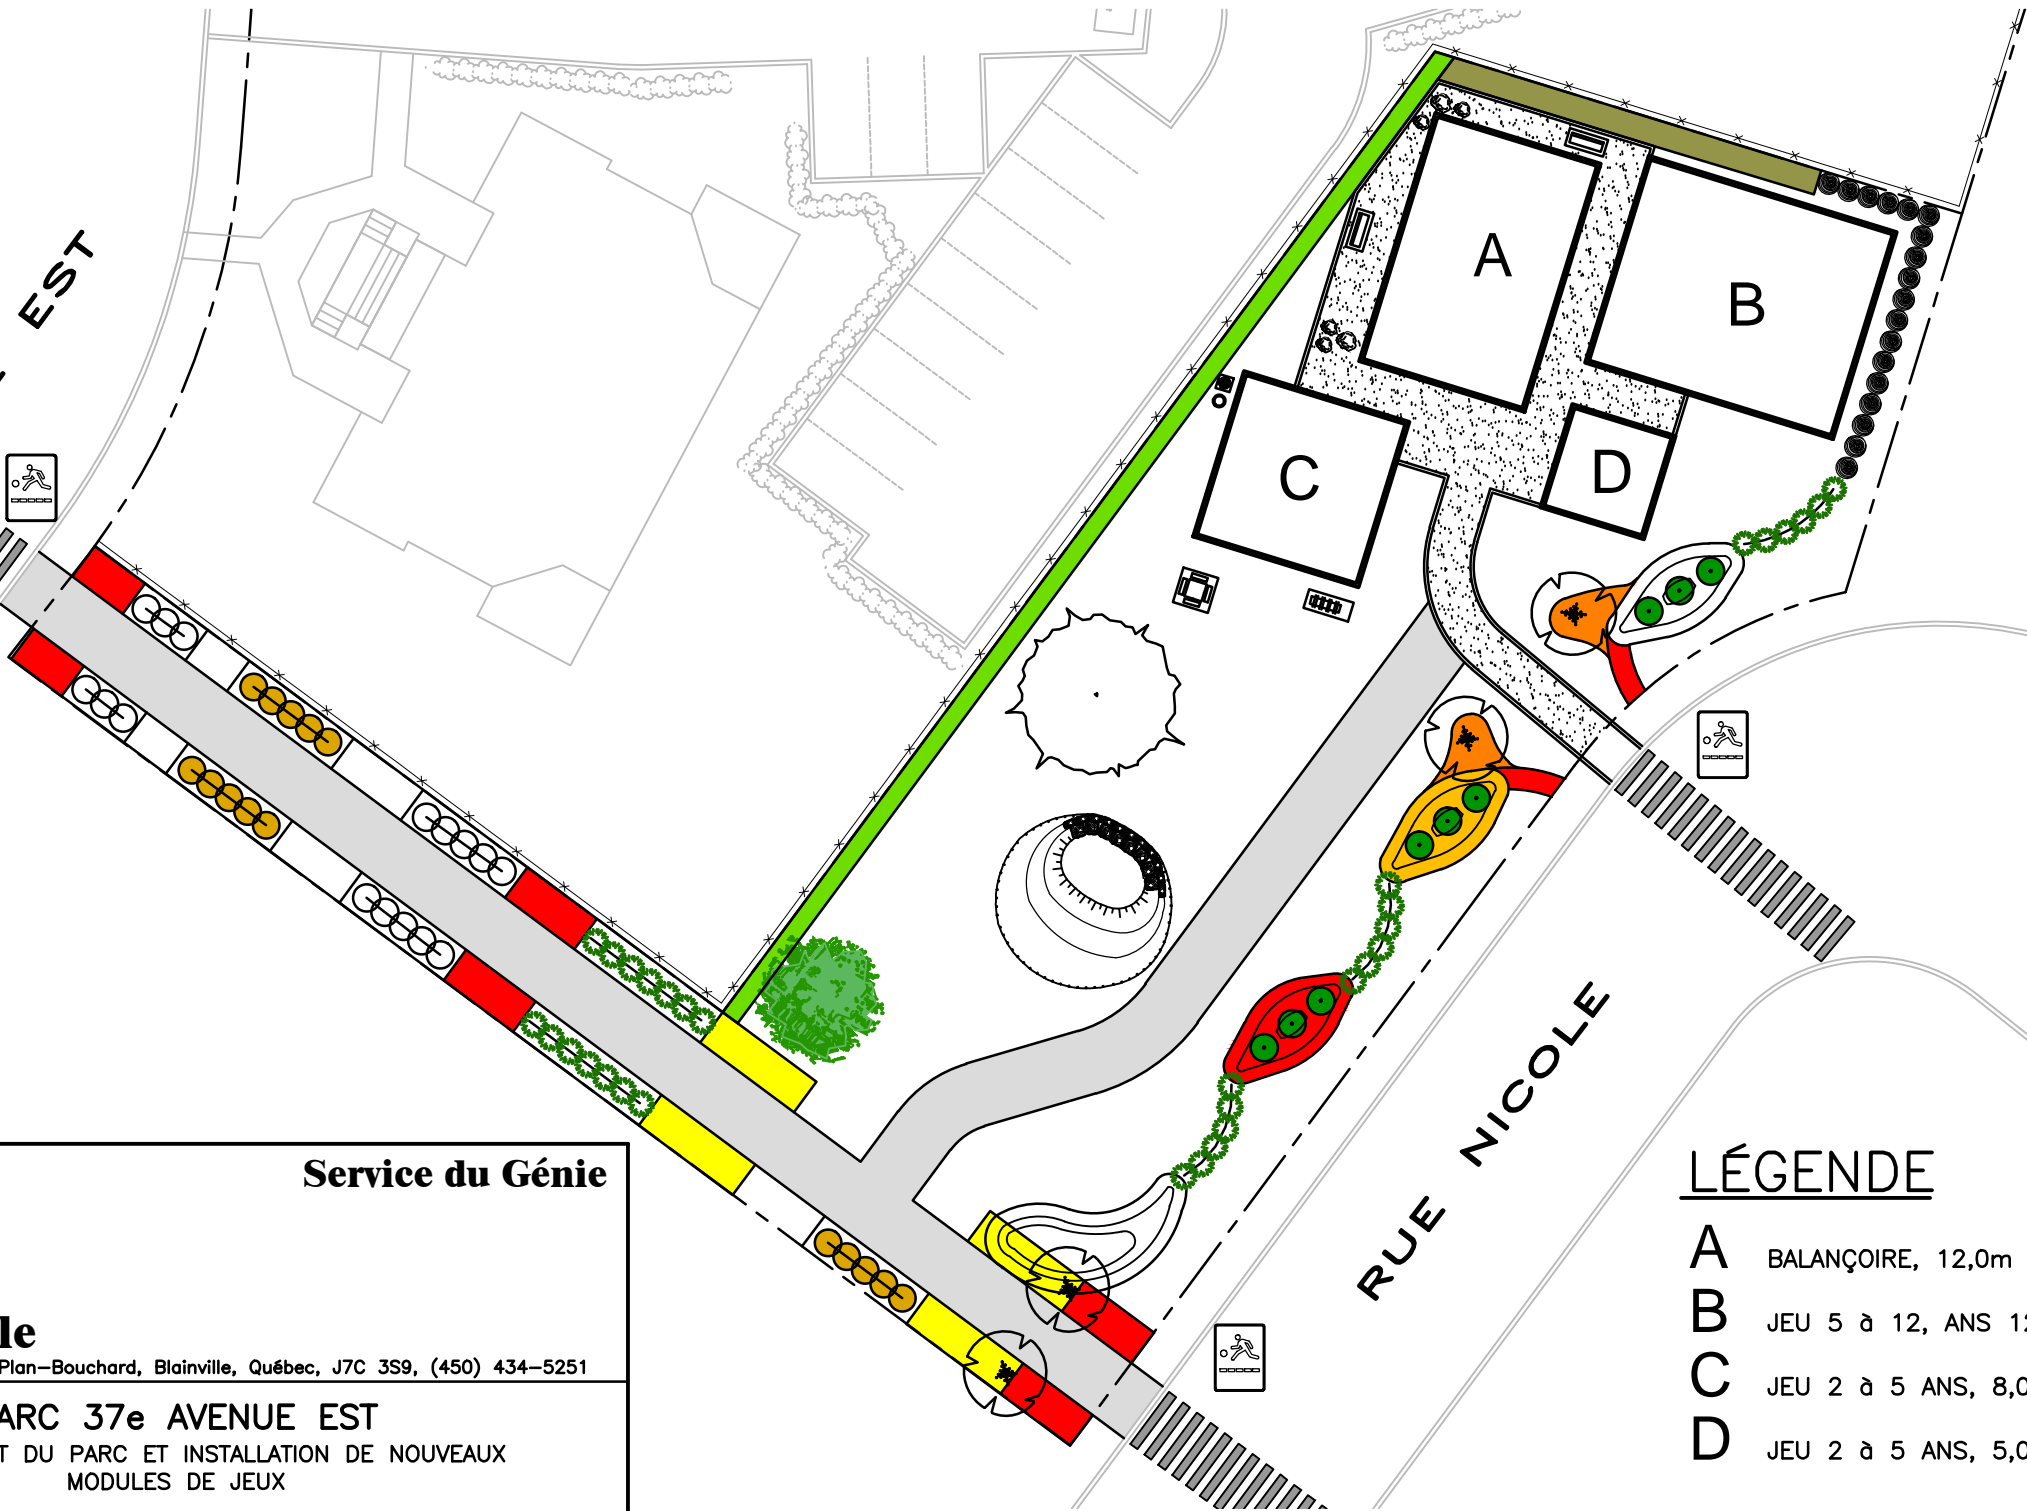 EST
A
B
C
D
RUE NICOLE
Service du Génie
le
Plan-Bouchard, Blainville, Québec, J7C 3S9, (450) 434-5251
ARC 37e AVENUE EST
T DU PARC ET INSTALLATION DE NOUVEAUX
MODULES DE JEUX
LÉGENDE
A BALANÇOIRE, 12,0m
B JEU 5 à 12, ANS 12
C JEU 2 à 5 ANS, 8,0
D JEU 2 à 5 ANS, 5,0